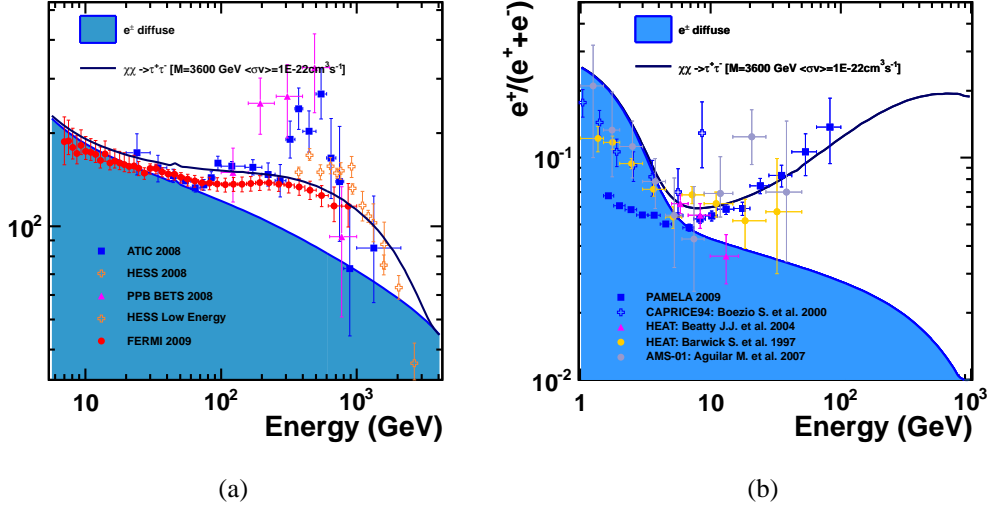 e± diffuse
χχ ->τ⁺τ⁻ [M=3600 GeV <σv>=1E-22cm³s⁻¹]
10²
ATIC 2008
HESS 2008
PPB BETS 2008
HESS Low Energy
FERMI 2009
10 10² 10³
Energy (GeV)
(a)
e⁺/(e⁺+ e⁻)
e± diffuse
χχ ->τ⁺τ⁻ [M=3600 GeV <σv>=1E-22cm³s⁻¹]
10⁻¹
PAMELA 2009
CAPRICE94: Boezio S. et al. 2000
HEAT: Beatty J.J. et al. 2004
HEAT: Barwick S. et al. 1997
AMS-01: Aguilar M. et al. 2007
10⁻²
1 10 10² 10³
Energy (GeV)
(b)